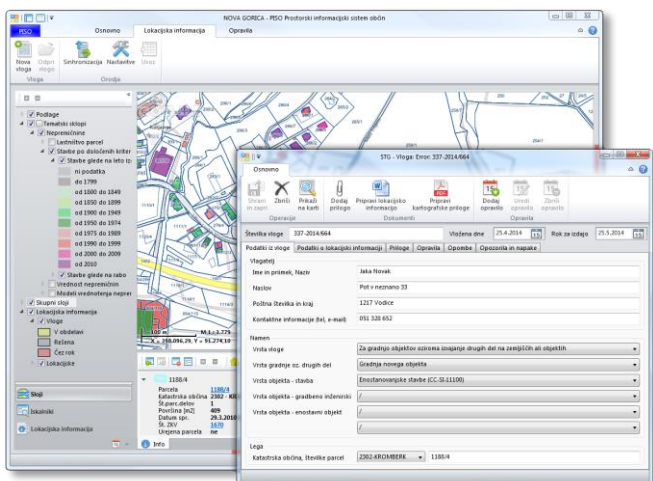 NOVA GORICA - PISO Prostorski informacijski sistem občin
PISO Osnovno Lokacijska informacija Opravila
Nova vloga
Odpri vlogo
Sinhronizacija Nastavitve Uvoz
Vloga Orodja
Podlage
Tematski sklopi
Nepremičnine
Lastništvo parcel
Stavbe po določenih kriter
Stavbe glede na leto iz
ni podatka
do 1799
od 1800 do 1849
od 1850 do 1899
od 1900 do 1949
od 1950 do 1974
od 1975 do 1989
od 1990 do 1999
od 2000 do 2009
od 2010
Stavbe glede na rabo
Vrednost nepremičnin
Modeli vrednotenja neprem
Skupni sloji
Lokacijska informacija
Vloge
V obdelavi
Rešena
Čez rok
Lokacijske
Sloji
Iskalniki
Lokacijska informacija
100 m M 1:3.779
1188/4
Parcela 1188/4
Katastrska občina 2302 - KR
Št.parc.delov 1
Površina [m2] 409
Datum spr. 29.3.2010
Št. ZKV 1670
Urejena parcela ne
Info
STG - Vloga: Error: 337-2014/664
Osnovno
Shrani in zapri
Zbriši
Prikaži na karti
Dodaj prilogo
Pripravi lokacijsko informacijo
Pripravi kartografske priloge
Dodaj opravilo
Uredi opravilo
Zbriši opravilo
Operacije Dokumenti Opravila
Številka vloge 337-2014/664 Vložena dne 25.4.2014 Rok za izdajo 25.5.2014
Podatki iz vloge Podatki o lokacijski informaciji Priloge Opravila Opombe Opozorila in napake
Vlagatelj
Ime in priimek, Naziv Jaka Novak
Naslov Pot v neznano 33
Poštna številka in kraj 1217 Vodice
Kontaktne informacije (tel, e-mail) 051 328 652
Namen
Vrsta vloge Za gradnjo objektov oziroma izvajanje drugih del na zemljiščih ali objektih
Vrsta gradnje oz. drugih del Gradnja novega objekta
Vrsta objekta - stavba Enostanovanjske stavbe (CC-SI-11100)
Vrsta objekta - gradbeno inženirski /
Vrsta objekta - enostavni objekt /
/
Lega
Katastrska občina, številke parcel 2302-KROMBERK 1188/4